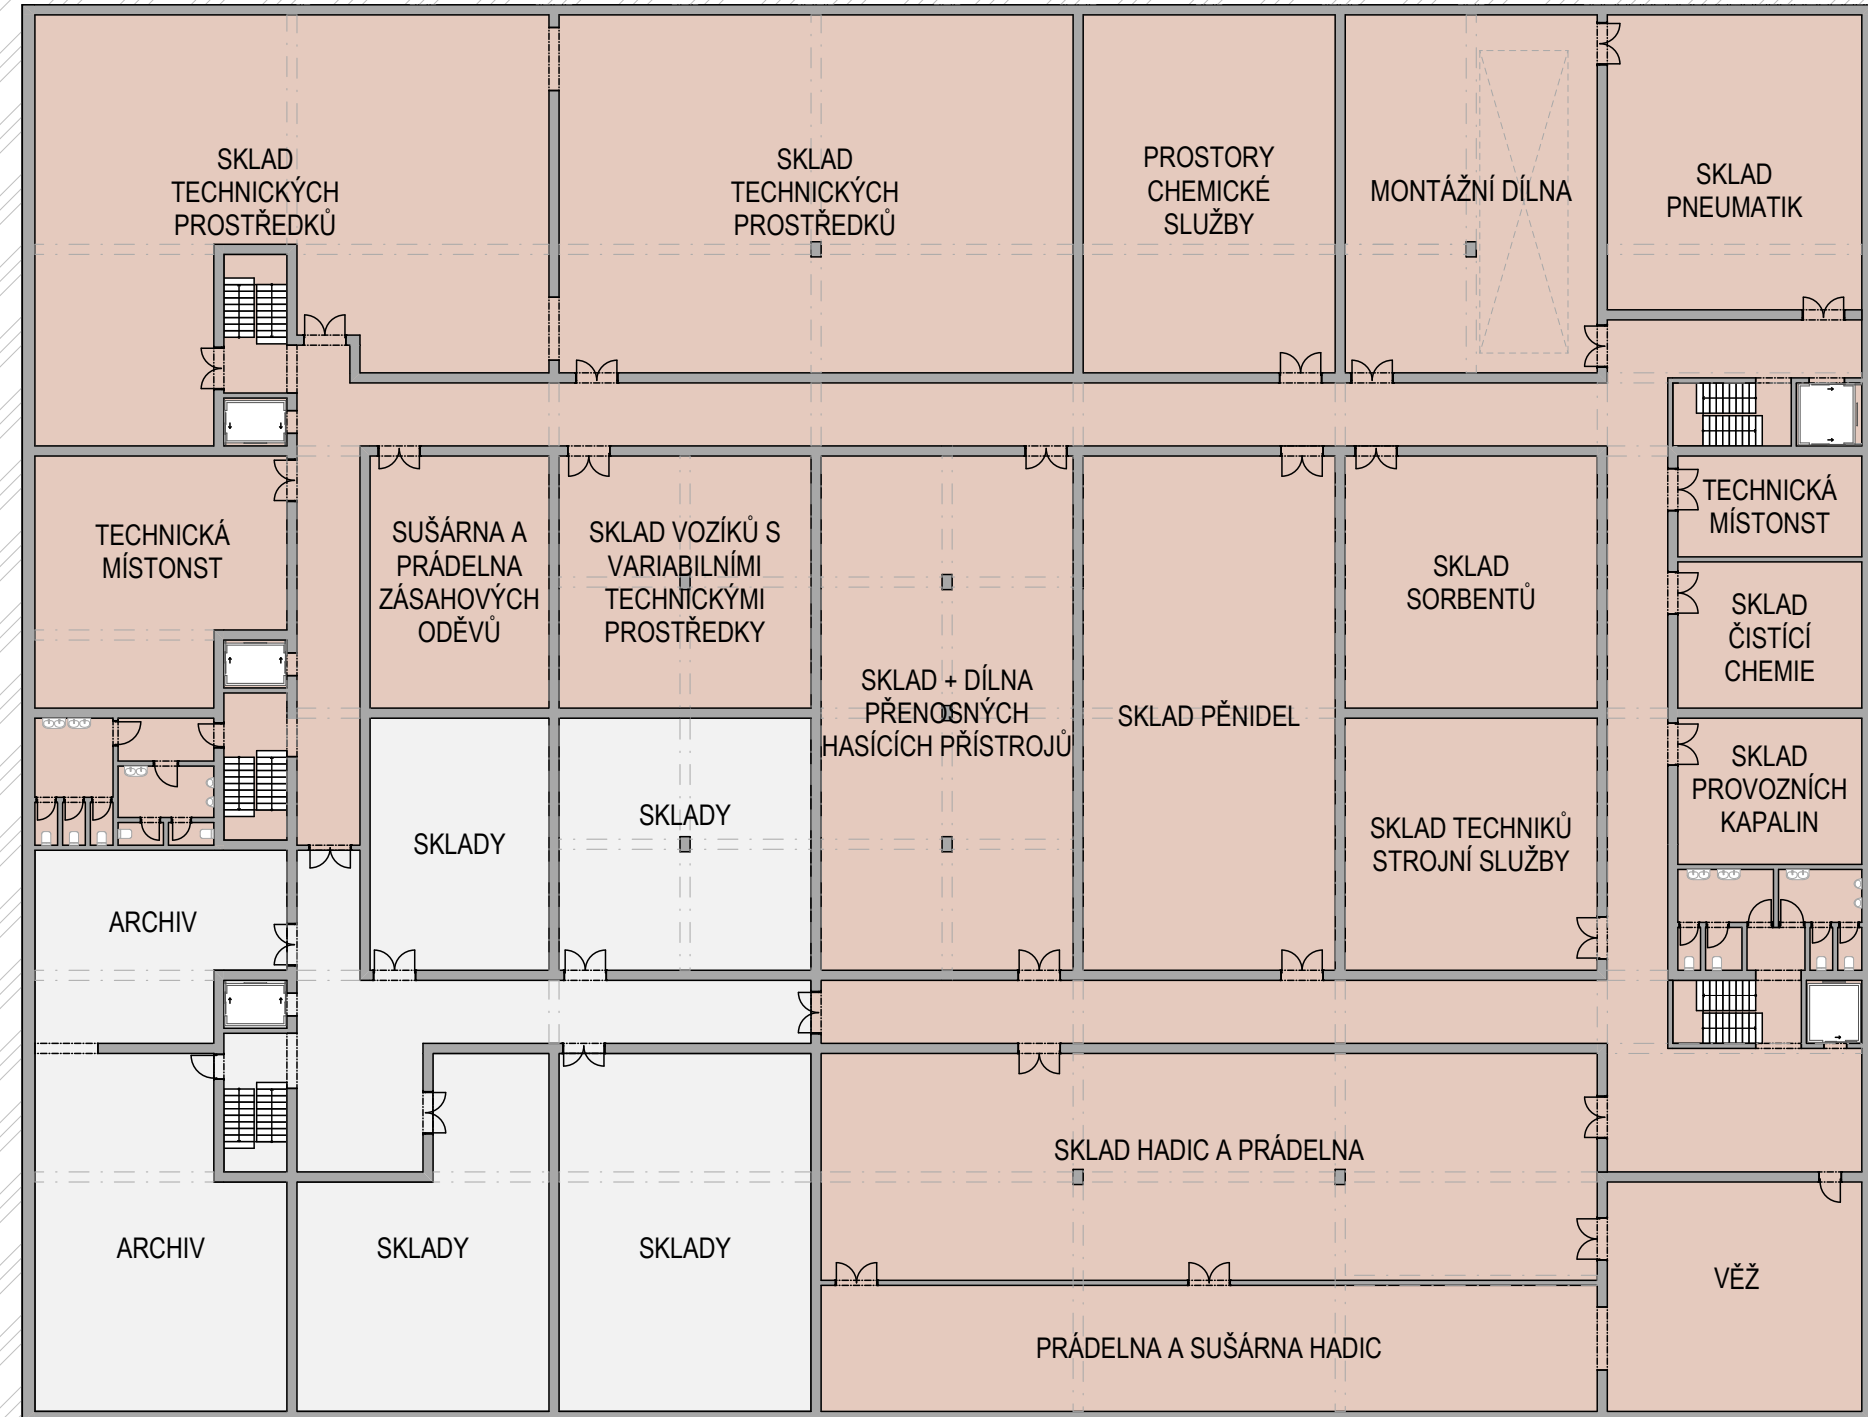 SKLAD
TECHNICKÝCH
PROSTŘEDKŮ
SKLAD
TECHNICKÝCH
PROSTŘEDKŮ
PROSTORY
CHEMICKÉ
SLUŽBY
MONTÁŽNÍ DÍLNA
SKLAD
PNEUMATIK
TECHNICKÁ
MÍSTONST
SUŠÁRNA A
PRÁDELNA
ZÁSAHOVÝCH
ODĚVŮ
SKLAD VOZÍKŮ S
VARIABILNÍMI
TECHNICKÝMI
PROSTŘEDKY
SKLAD + DÍLNA
PŘENOSNÝCH
HASÍCÍCH PŘÍSTROJŮ
SKLAD PĚNIDEL
SKLAD
SORBENTŮ
TECHNICKÁ
MÍSTONST
SKLAD
ČISTÍCÍ
CHEMIE
SKLAD
PROVOZNÍCH
KAPALIN
SKLADY
SKLADY
SKLAD TECHNIKŮ
STROJNÍ SLUŽBY
ARCHIV
SKLAD HADIC A PRÁDELNA
ARCHIV
SKLADY
SKLADY
VĚŽ
PRÁDELNA A SUŠÁRNA HADIC